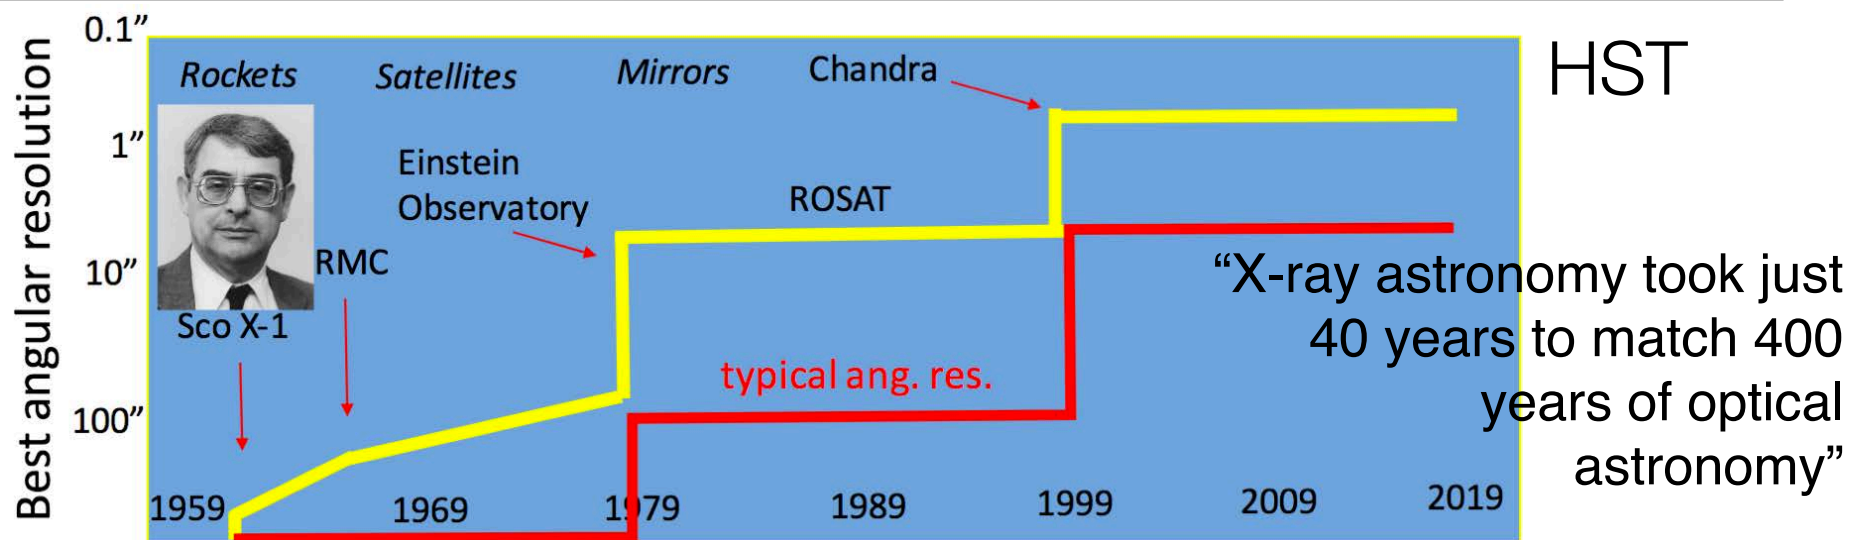 0.1”
HST
Rockets
Satellites
Mirrors
Chandra
Best angular resolution
1”
Einstein
Observatory
ROSAT
RMC
10”
“X-ray astronomy took just
40 years to match 400
years of optical
astronomy”
Sco X-1
typical ang. res.
100”
1959
1969
1979
1989
1999
2009
2019